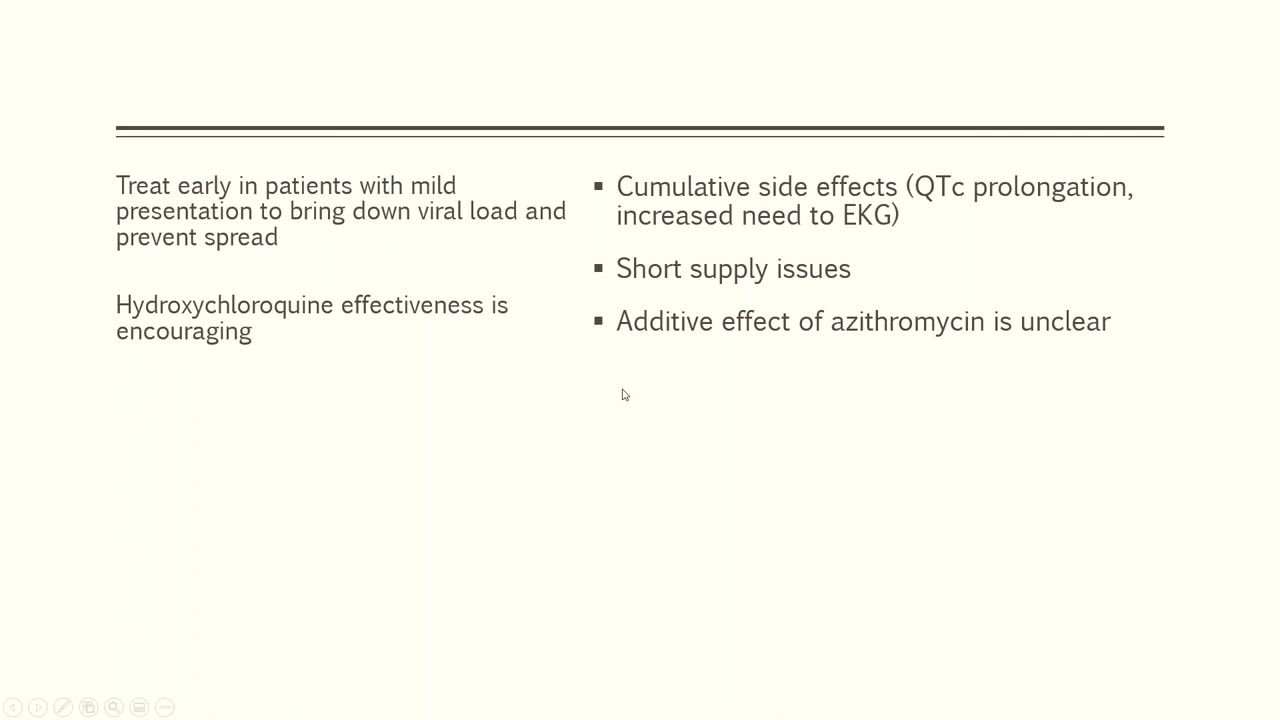 Treat early in patients with mild
presentation to bring down viral load and
prevent spread
Hydroxychloroquine effectiveness is
encouraging
▪ Cumulative side effects (QTc prolongation,
increased need to EKG)
▪ Short supply issues
▪ Additive effect of azithromycin is unclear